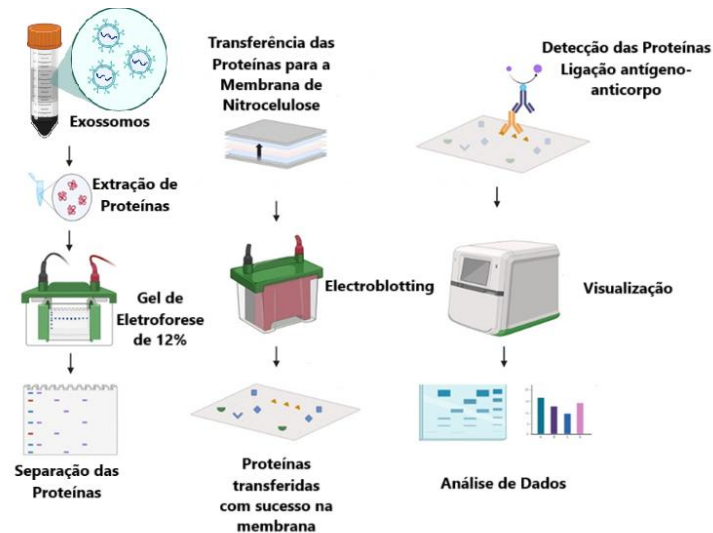 Exossomos
Extração de
Proteínas
Gel de
Eletroforese
de 12%
Separação das
Proteínas
Transferência das
Proteínas para a
Membrana de
Nitrocelulose
Electroblotting
Proteínas
transferidas
com sucesso na
membrana
Detecção das Proteínas
Ligação antígeno-
anticorpo
Visualização
Análise de Dados